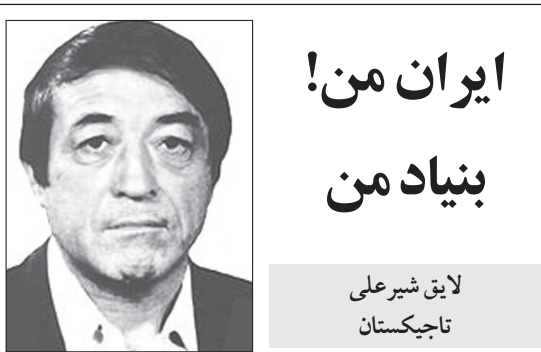 ایران من!
بنیاد من
لایق شیرعلی
تاجیکستان